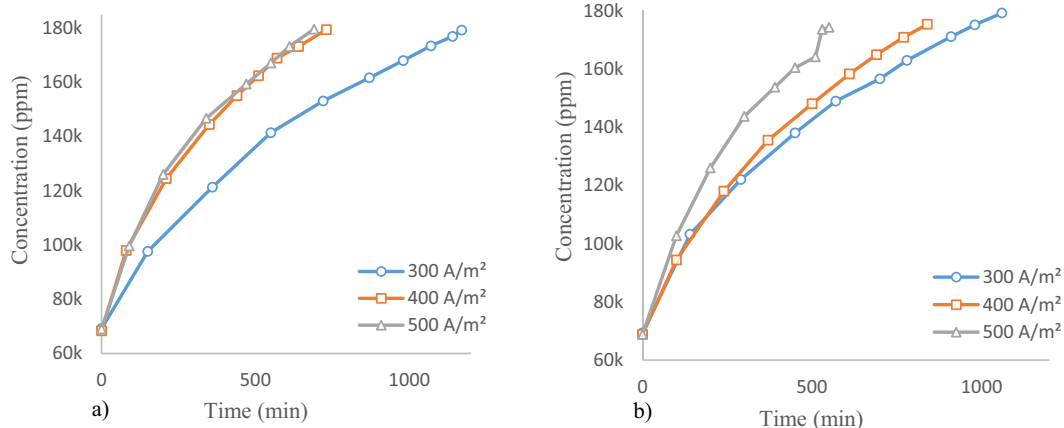 180k
160k
140k
120k
100k
80k
60k
Concentration (ppm)
300 A/m²
400 A/m²
500 A/m²
0
500
1000
a)
Time (min)
180k
160k
140k
120k
100k
80k
60k
Concentration (ppm)
300 A/m²
400 A/m²
500 A/m²
0
500
1000
b)
Time (min)